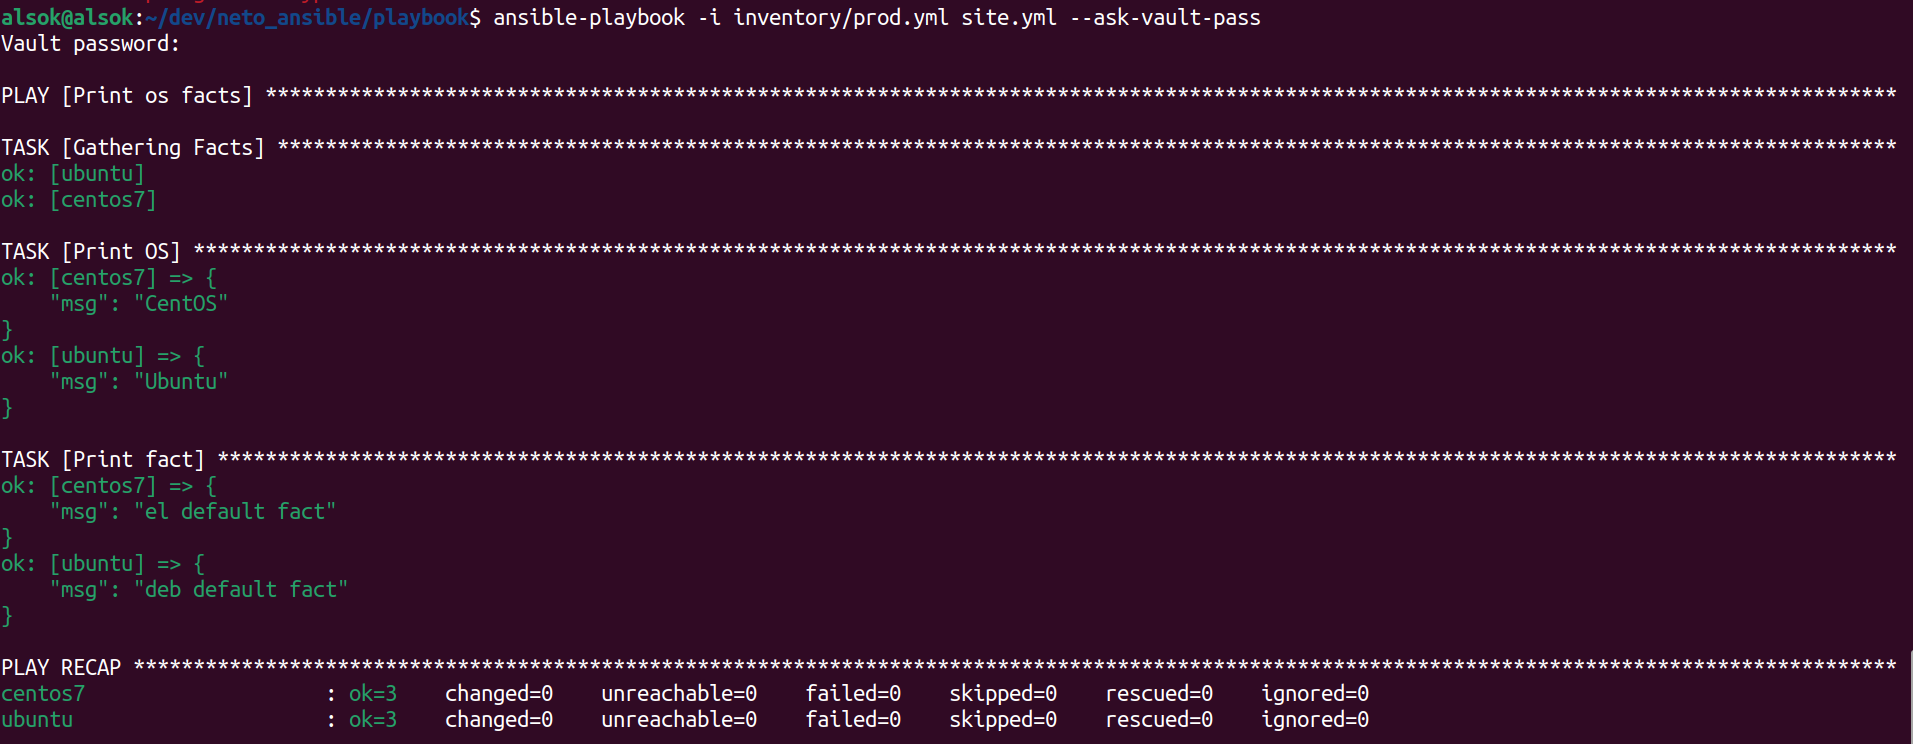 alsok@alsok:~/dev/neto_ansible/playbook$ ansible-playbook -i inventory/prod.yml site.yml --ask-vault-pass
Vault password:
PLAY [Print os facts] ****************************************************************************************************************************************
TASK [Gathering Facts] ***************************************************************************************************************************************
ok: [ubuntu]
ok: [centos7]
TASK [Print OS] **********************************************************************************************************************************************
ok: [centos7] => {
    "msg": "CentOS"
}
ok: [ubuntu] => {
    "msg": "Ubuntu"
}
TASK [Print fact] ********************************************************************************************************************************************
ok: [centos7] => {
    "msg": "el default fact"
}
ok: [ubuntu] => {
    "msg": "deb default fact"
}
PLAY RECAP ***************************************************************************************************************************************************
centos7                    : ok=3    changed=0    unreachable=0    failed=0    skipped=0    rescued=0    ignored=0
ubuntu                     : ok=3    changed=0    unreachable=0    failed=0    skipped=0    rescued=0    ignored=0